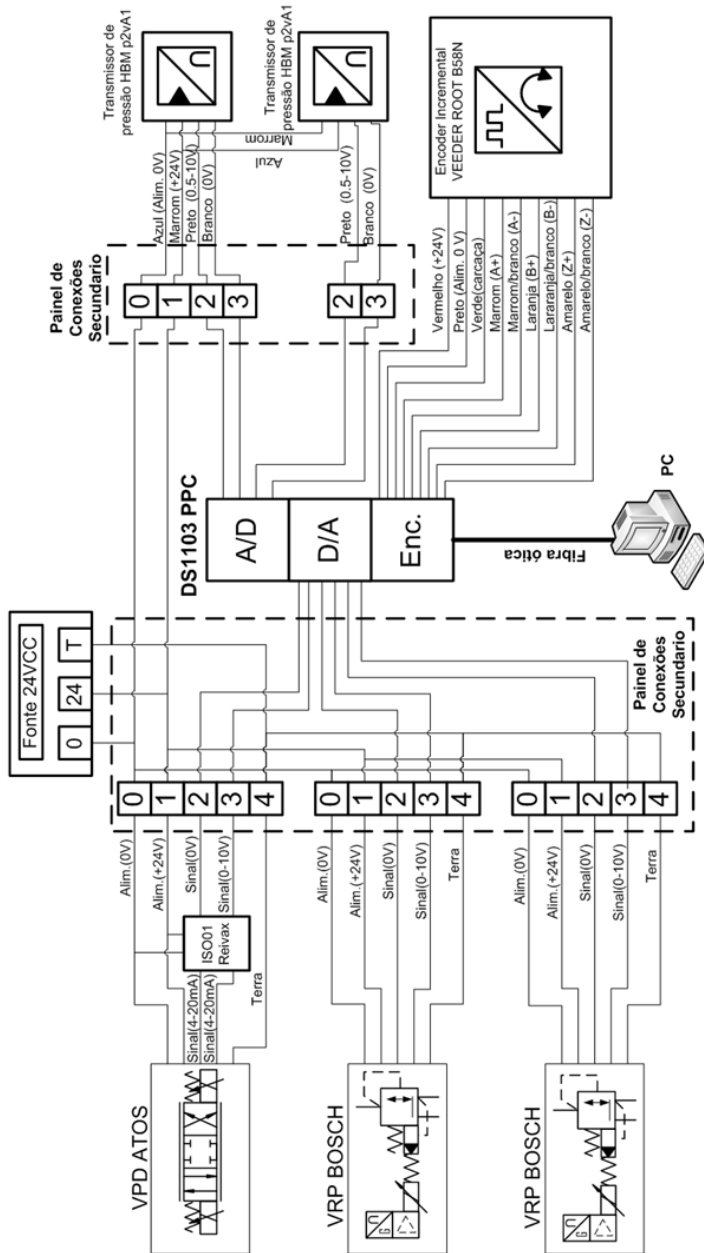 VRP BOSCH
VRP BOSCH
VPD ATOS
G
U
G
U
Sinal(4-20mA)
Sinal(4-20mA)
ISO01
Reivax
Alim.(0V)
Alim.(+24V)
Sinal(0V)
Sinal(0-10V)
Terra
Alim.(0V)
Alim.(+24V)
Sinal(0V)
Sinal(0-10V)
Terra
Alim.(0V)
Alim.(+24V)
Sinal(0V)
Sinal(0-10V)
Terra
0
1
2
3
4
0
1
2
3
4
0
1
2
3
4
Fonte 24VCC
0
24
T
Painel de
Conexões
Secundario
DS1103 PPC
A/D
D/A
Enc.
Fibra ótica
PC
Painel de
Conexões
Secundario
0
1
2
3
2
3
Azul (Alim. 0V)
Marrom (+24V)
Preto (0.5-10V)
Branco (0V)
Azul
Marrom
Preto (0.5-10V)
Branco (0V)
Vermelho (+24V)
Preto (Alim. 0 V)
Verde(carcaça)
Marrom (A+)
Marrom/branco (A-)
Laranja (B+)
Lararanja/branco (B-)
Amarelo (Z+)
Amarelo/branco (Z-)
Transmissor de
pressão HBM p2vA1
U
Transmissor de
pressão HBM p2vA1
U
Encoder Incremental
VEEDER ROOT B58N